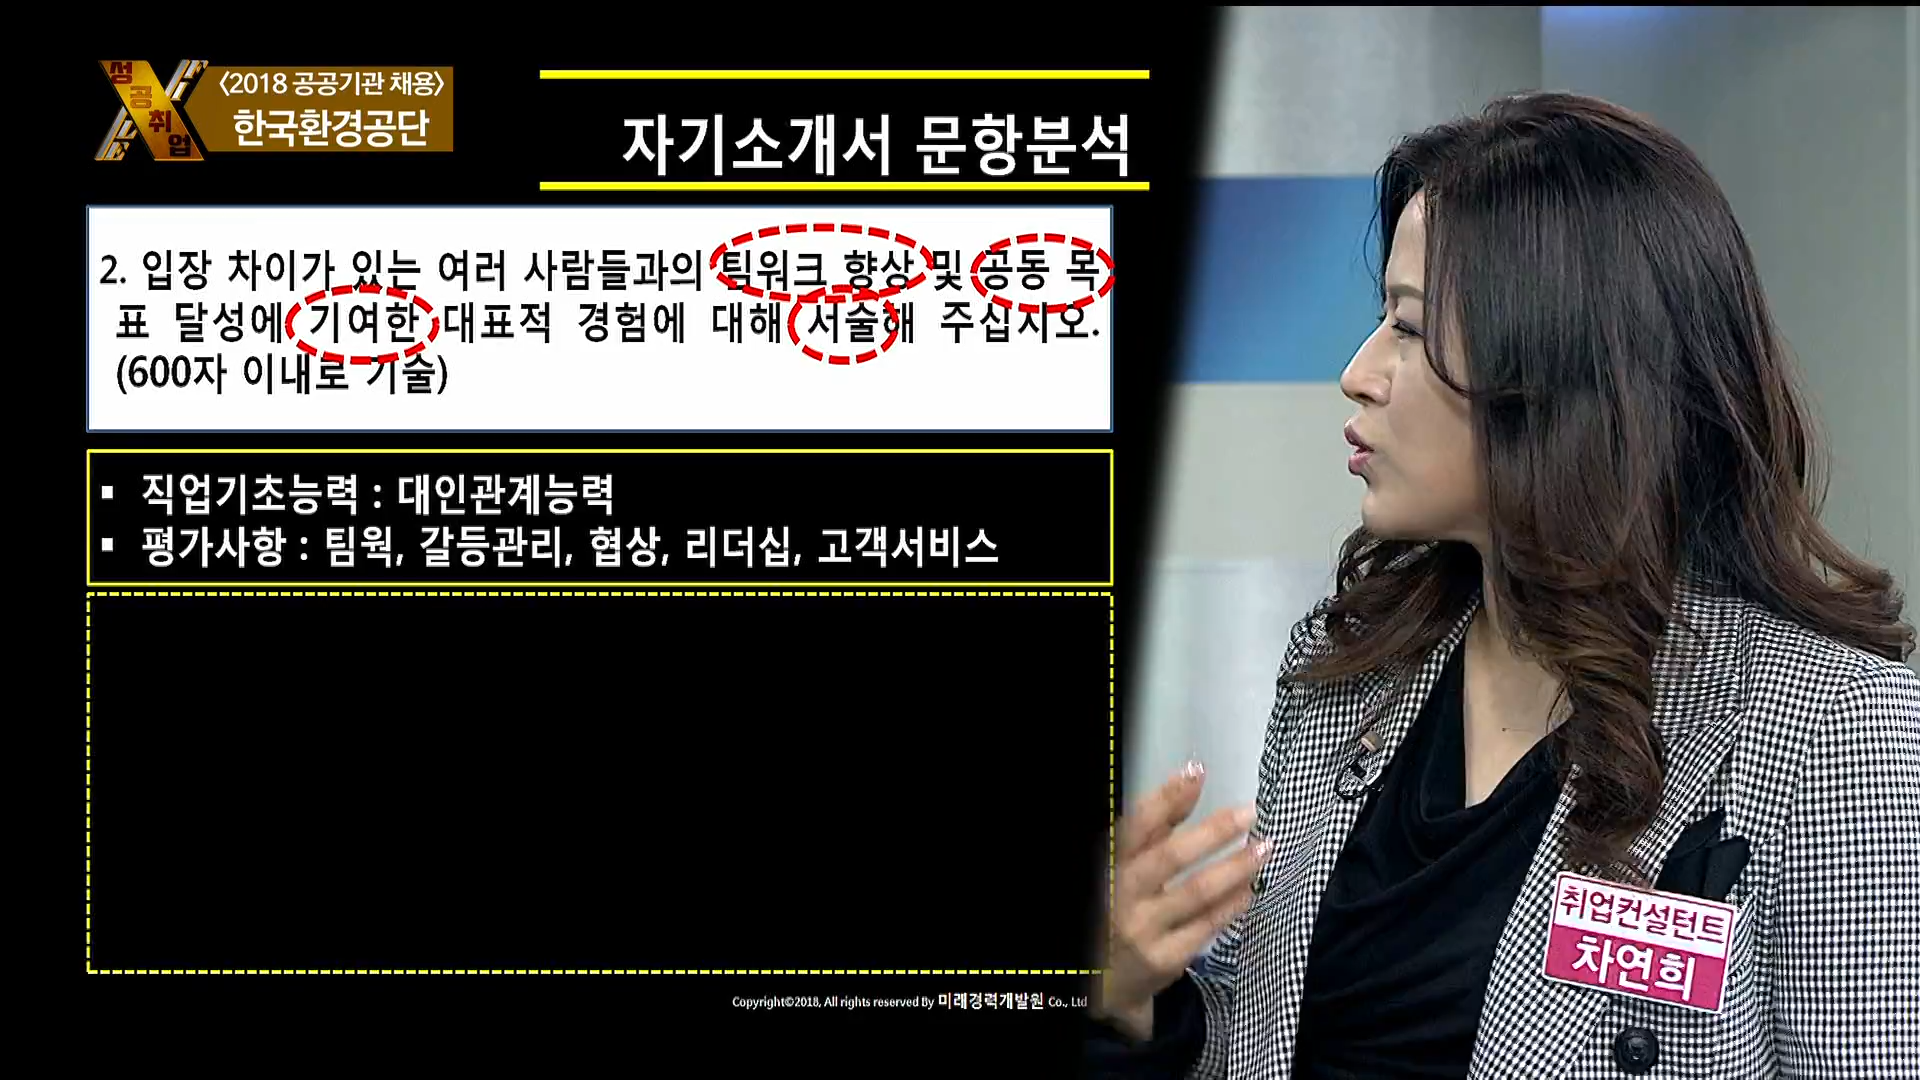 성공취업
〈2018 공공기관 채용〉
한국환경공단
자기소개서 문항분석
2. 입장 차이가 있는 여러 사람들과의 팀워크 향상 및 공동 목
표 달성에 기여한 대표적 경험에 대해 서술해 주십시오.
(600자 이내로 기술)
▪ 직업기초능력 : 대인관계능력
▪ 평가사항 : 팀웍, 갈등관리, 협상, 리더십, 고객서비스
Copyright©2018, All rights reserved By 미래경력개발원 Co., Ltd
취업컨설턴트
차연희